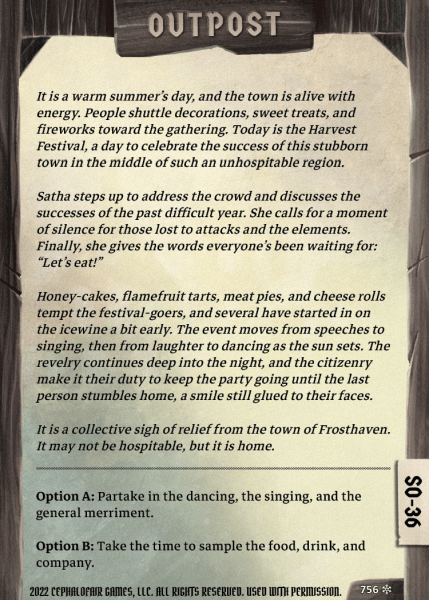 OUTPOST
It is a warm summer’s day, and the town is alive with
energy. People shuttle decorations, sweet treats, and
fireworks toward the gathering. Today is the Harvest
Festival, a day to celebrate the success of this stubborn
town in the middle of such an unhospitable region.
Satha steps up to address the crowd and discusses the
successes of the past difficult year. She calls for a moment
of silence for those lost to attacks and the elements.
Finally, she gives the words everyone’s been waiting for:
“Let’s eat!”
Honey-cakes, flamefruit tarts, meat pies, and cheese rolls
tempt the festival-goers, and several have started in on
the icewine a bit early. The event moves from speeches to
singing, then from laughter to dancing as the sun sets. The
revelry continues deep into the night, and the citizenry
make it their duty to keep the party going until the last
person stumbles home, a smile still glued to their faces.
It is a collective sigh of relief from the town of Frosthaven.
It may not be hospitable, but it is home.
Option A: Partake in the dancing, the singing, and the
general merriment.
Option B: Take the time to sample the food, drink, and
company.
SO-36
2022 CEPHALOFAIR GAMES, LLC. ALL RIGHTS RESERVED. USED WITH PERMISSION.
756